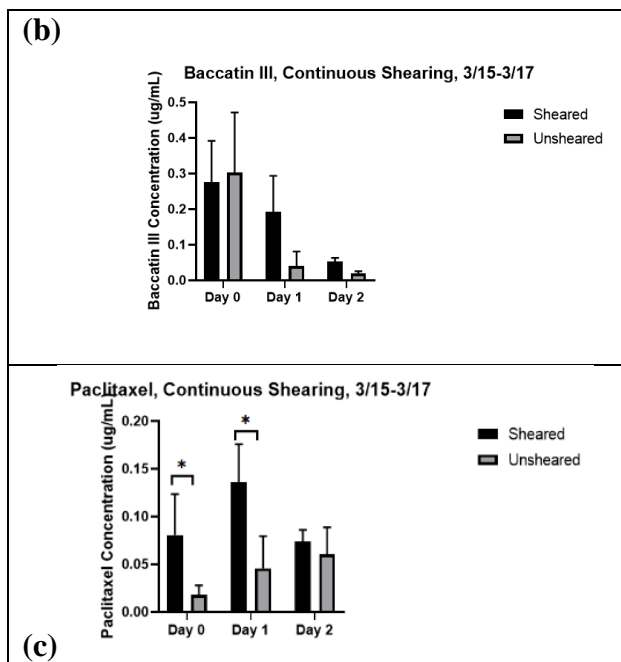 (b)
Baccatin III, Continuous Shearing, 3/15-3/17
Baccatin III Concentration (ug/mL)
0.5
0.4
0.3
0.2
0.1
0.0
Day 0 Day 1 Day 2
Sheared
Unsheared
Paclitaxel, Continuous Shearing, 3/15-3/17
Paclitaxel Concentration (ug/mL)
0.20
0.15
0.10
0.05
0.00
*
*
Day 0 Day 1 Day 2
Sheared
Unsheared
(c)